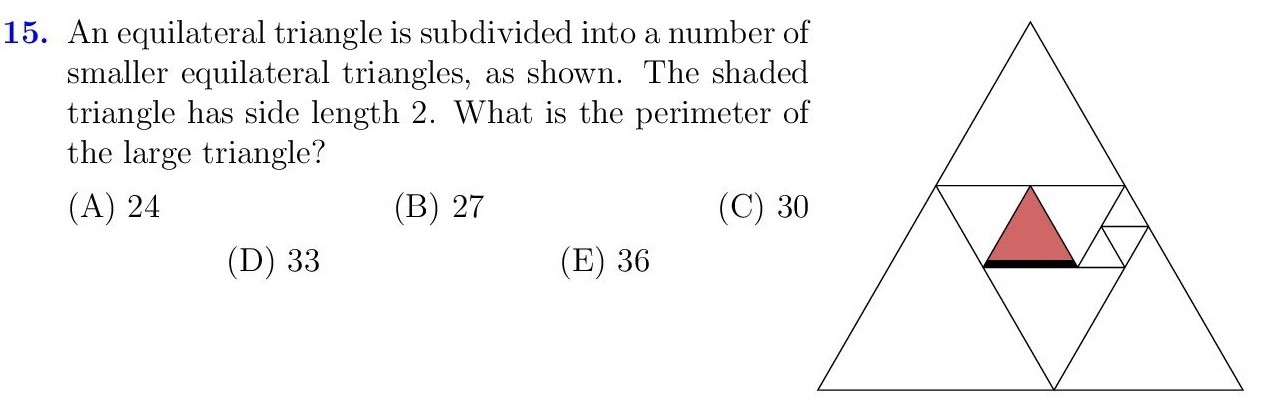 15. An equilateral triangle is subdivided into a number of
smaller equilateral triangles, as shown. The shaded
triangle has side length 2. What is the perimeter of
the large triangle?
(A) 24 (B) 27 (C) 30
(D) 33 (E) 36